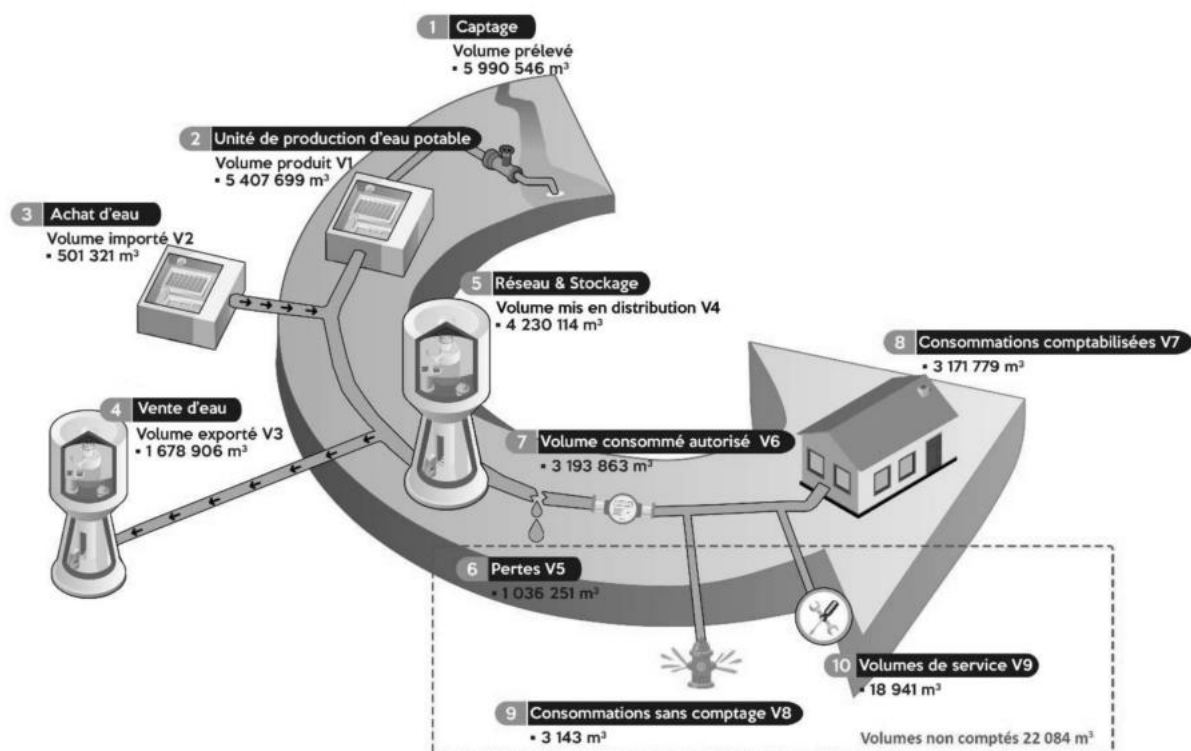 1 Captage
Volume prélevé
▪ 5 990 546 m³
2 Unité de production d'eau potable
Volume produit V1
▪ 5 407 699 m³
3 Achat d'eau
Volume importé V2
▪ 501 321 m³
5 Réseau & Stockage
Volume mis en distribution V4
▪ 4 230 114 m³
8 Consommations comptabilisées V7
▪ 3 171 779 m³
4 Vente d'eau
Volume exporté V3
▪ 1 678 906 m³
7 Volume consommé autorisé V6
▪ 3 193 863 m³
6 Pertes V5
▪ 1 036 251 m³
10 Volumes de service V9
▪ 18 941 m³
9 Consommations sans comptage V8
▪ 3 143 m³
Volumes non comptés 22 084 m³